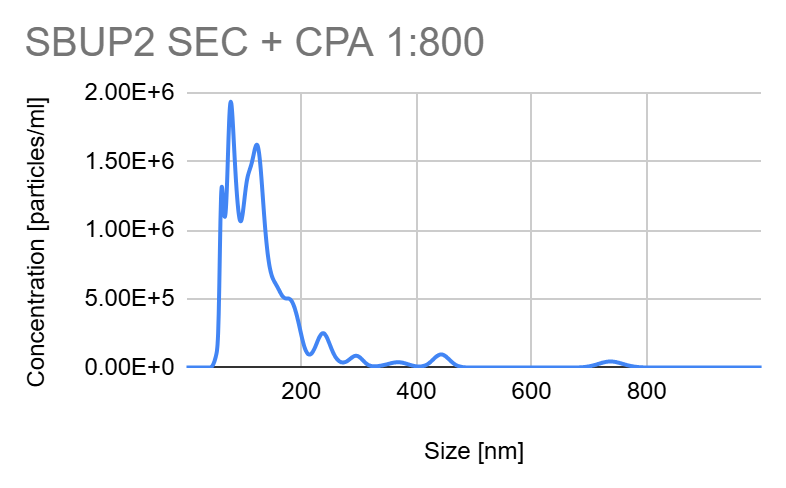 SBUP2 SEC + CPA 1:800
Concentration [particles/ml]
2.00E+6
1.50E+6
1.00E+6
5.00E+5
0.00E+0
200 400 600 800
Size [nm]